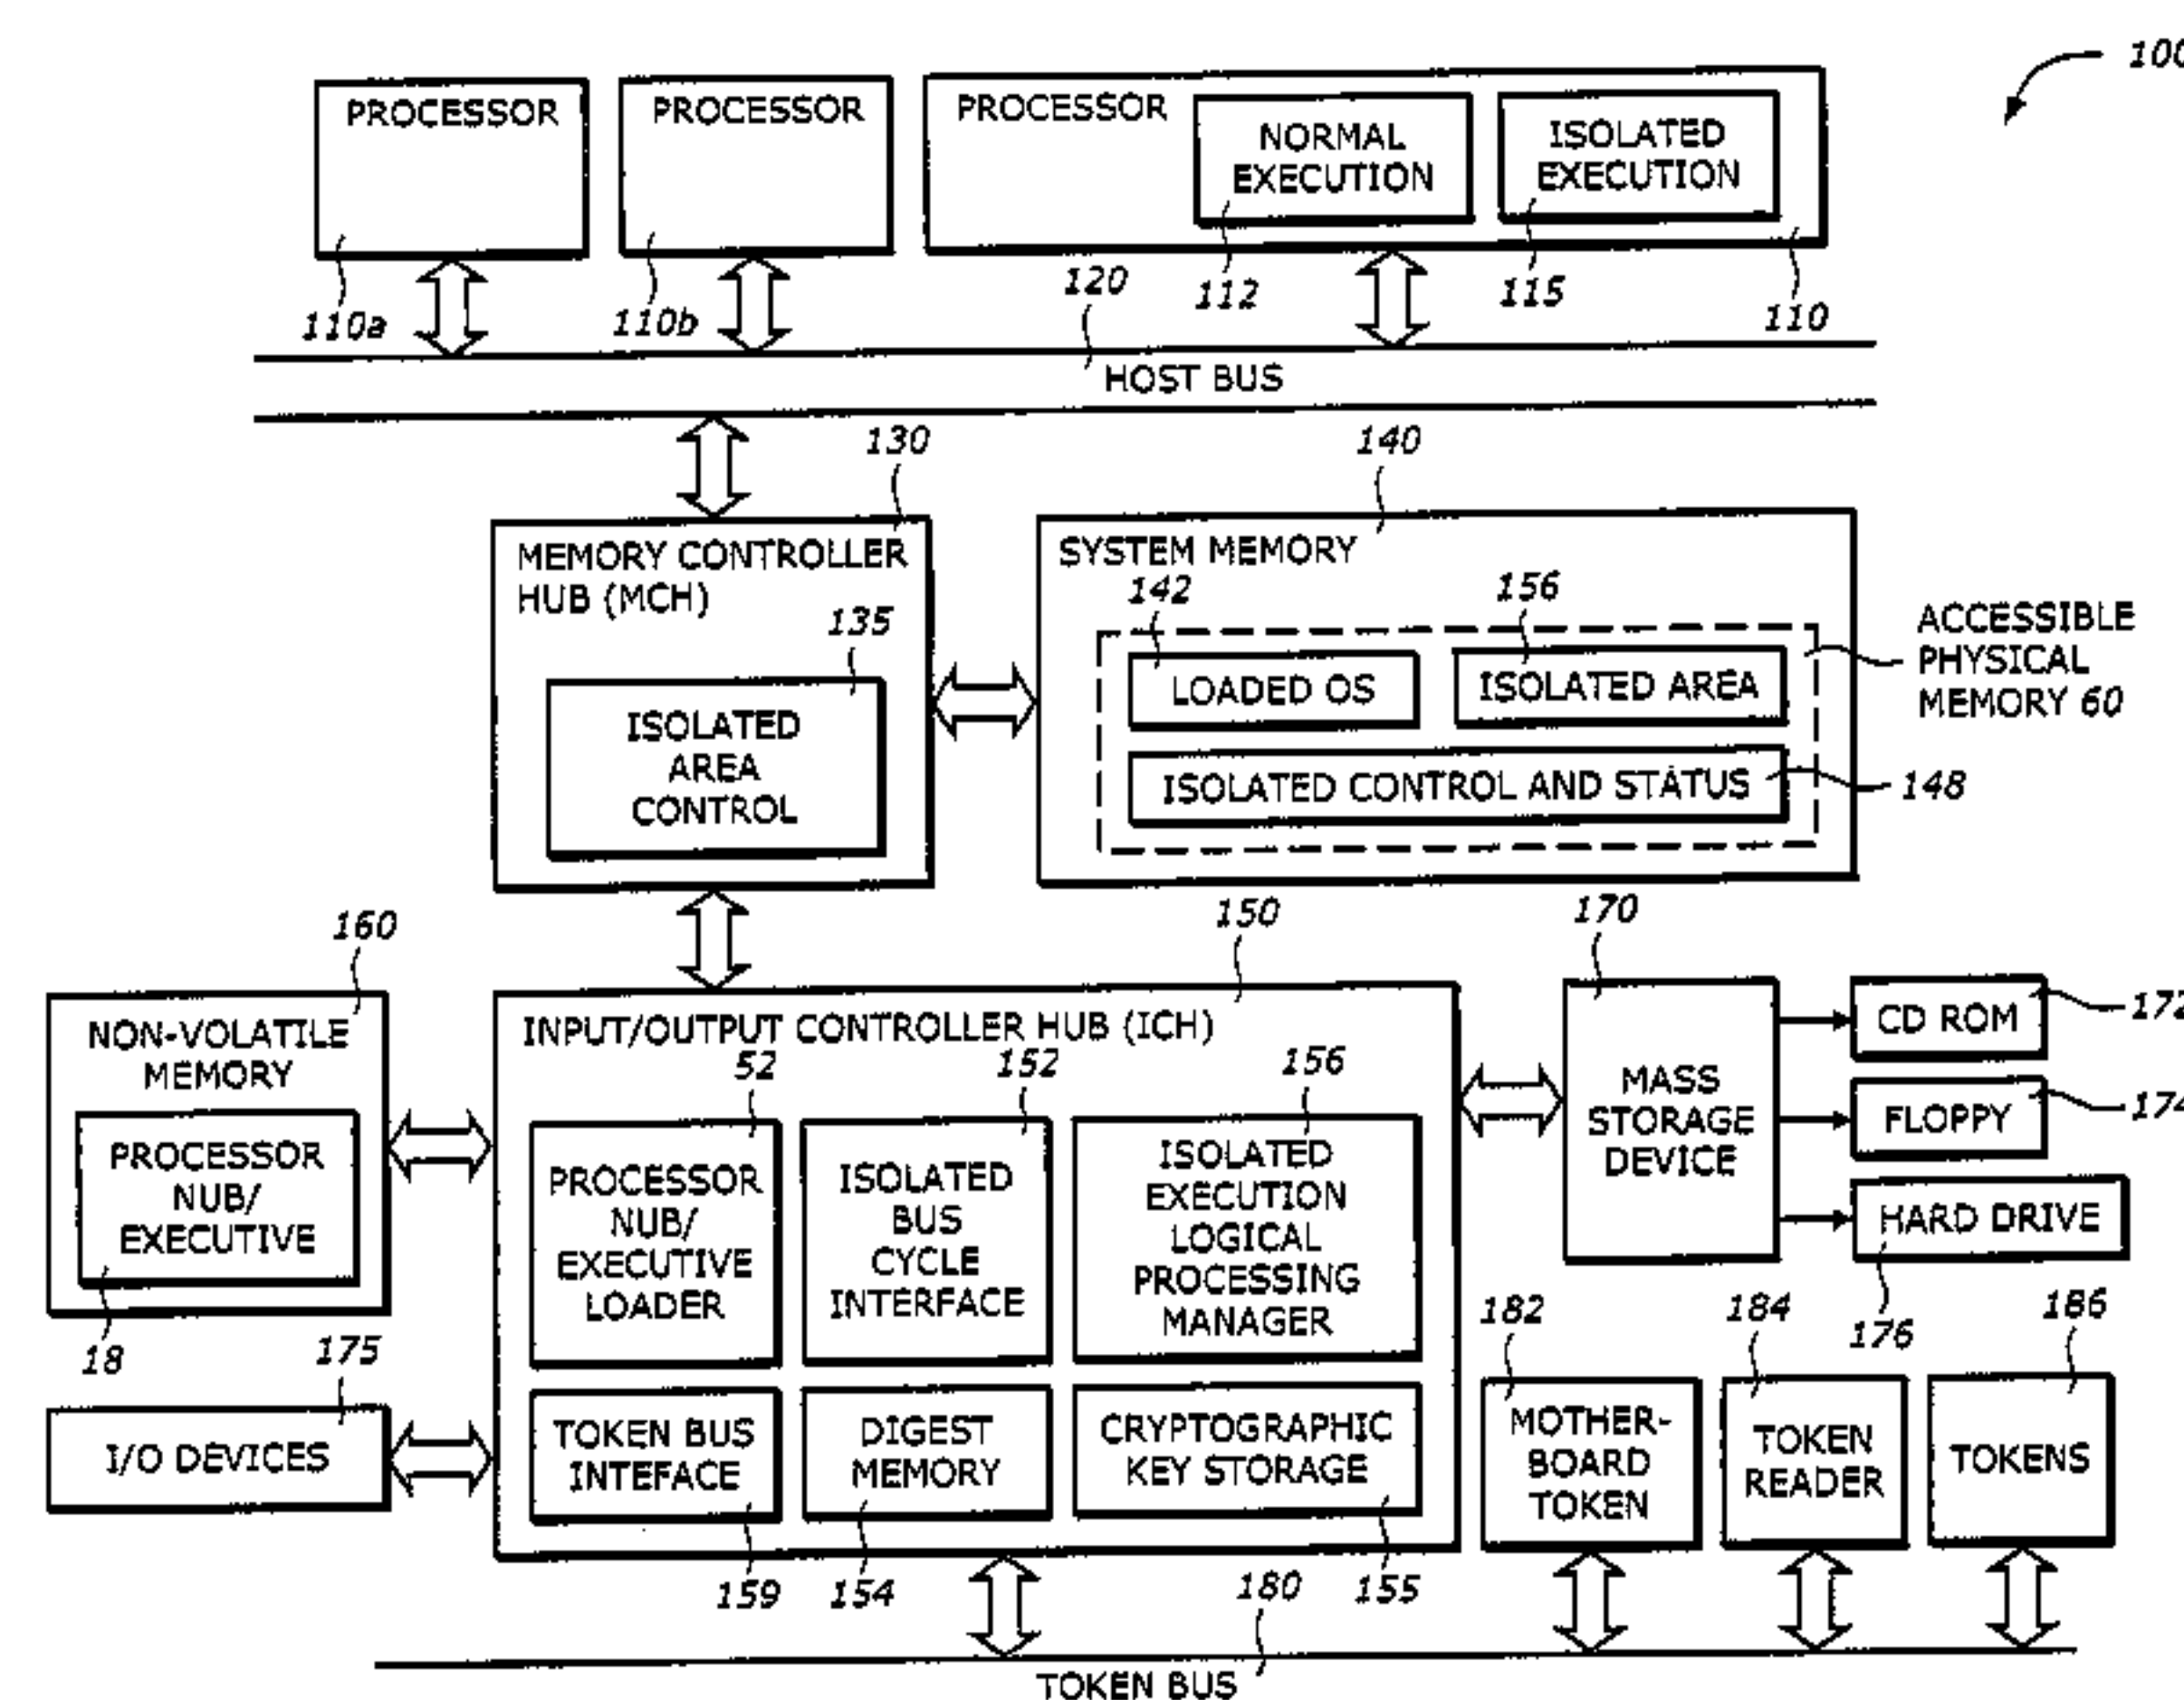 100
PROCESSOR
PROCESSOR
PROCESSOR
NORMAL
EXECUTION
ISOLATED
EXECUTION
110a
110b
120
112
115
110
HOST BUS
130
140
MEMORY CONTROLLER
HUB (MCH)
135
ISOLATED
AREA
CONTROL
SYSTEM MEMORY
142
156
LOADED OS
ISOLATED AREA
ISOLATED CONTROL AND STATUS
148
ACCESSIBLE
PHYSICAL
MEMORY 60
160
150
170
NON-VOLATILE
MEMORY
PROCESSOR
NUB/
EXECUTIVE
18
175
I/O DEVICES
INPUT/OUTPUT CONTROLLER HUB (ICH)
52
152
156
PROCESSOR
NUB/
EXECUTIVE
LOADER
ISOLATED
BUS
CYCLE
INTERFACE
ISOLATED
EXECUTION
LOGICAL
PROCESSING
MANAGER
TOKEN BUS
INTEFACE
DIGEST
MEMORY
CRYPTOGRAPHIC
KEY STORAGE
159
154
155
MASS
STORAGE
DEVICE
CD ROM
172
FLOPPY
174
HARD DRIVE
176
182
184
186
MOTHER-
BOARD
TOKEN
TOKEN
READER
TOKENS
180
TOKEN BUS